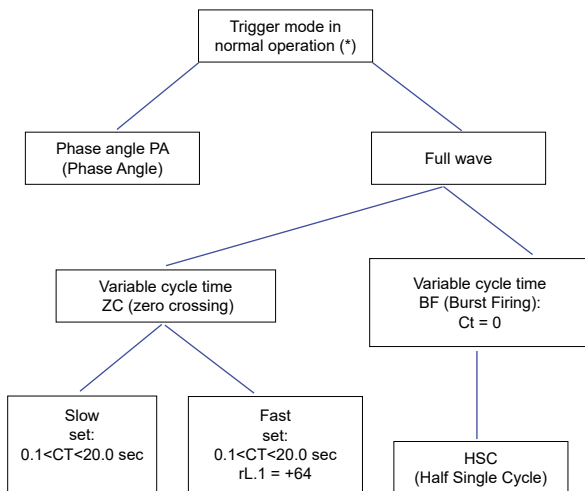 Trigger mode in
normal operation (*)
Phase angle PA
(Phase Angle)
Full wave
Variable cycle time
ZC (zero crossing)
Variable cycle time
BF (Burst Firing):
Ct = 0
Slow
set:
0.1<CT<20.0 sec
Fast
set:
0.1<CT<20.0 sec
rL.1 = +64
HSC
(Half Single Cycle)